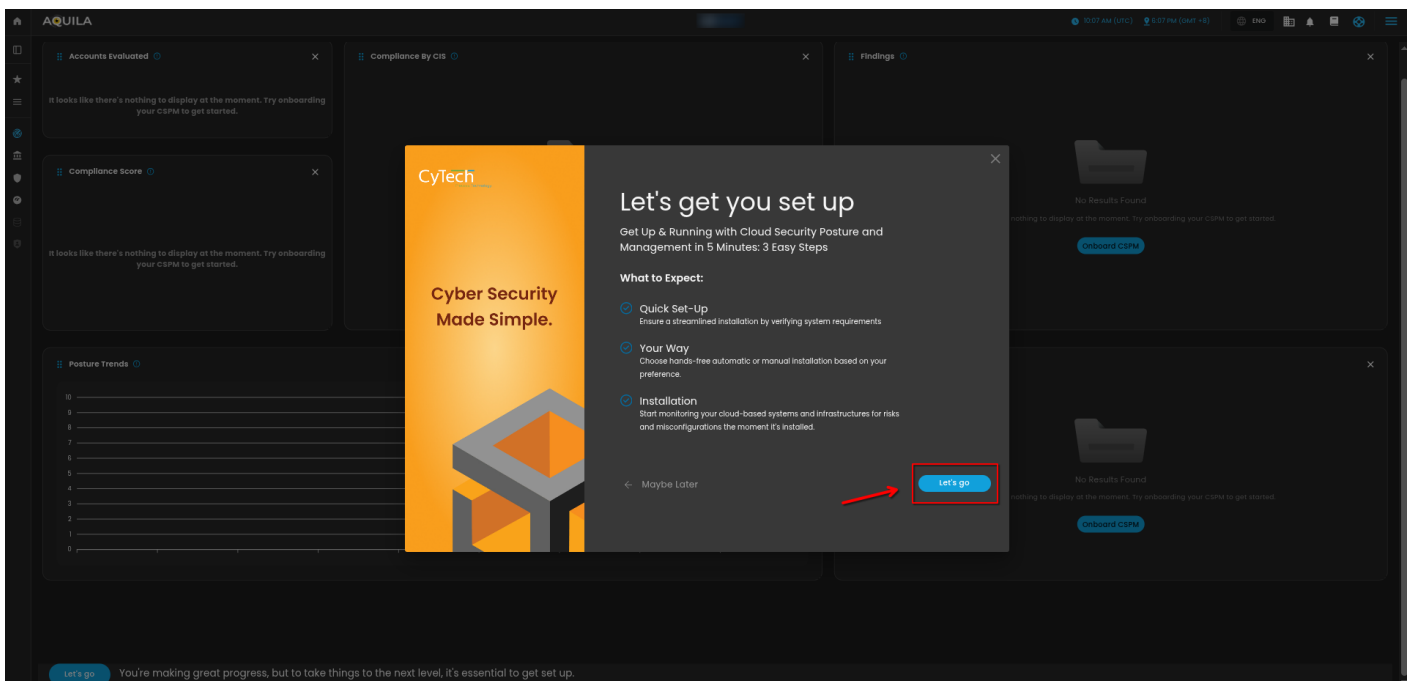 AQUILA
10:07 AM (UTC)
6:07 PM (GMT +8)
ENG
Accounts Evaluated
It looks like there's nothing to display at the moment. Try onboarding
your CSPM to get started.
Compliance By CIS
Findings
No Results Found
nothing to display at the moment. Try onboarding your CSPM to get started.
Onboard CSPM
Compliance Score
It looks like there's nothing to display at the moment. Try onboarding
your CSPM to get started.
CyTech
Cyber Security
Made Simple.
Let's get you set up
Get Up & Running with Cloud Security Posture and
Management in 5 Minutes: 3 Easy Steps
What to Expect:
Quick Set-Up
Ensure a streamlined installation by verifying system requirements
Your Way
Choose hands-free automatic or manual installation based on your
preference.
Installation
Start monitoring your cloud-based systems and infrastructures for risks
and misconfigurations the moment it's installed.
Maybe Later
Let's go
Posture Trends
10
9
8
7
6
5
4
3
2
1
0
No Results Found
nothing to display at the moment. Try onboarding your CSPM to get started.
Onboard CSPM
Let's go
You're making great progress, but to take things to the next level, it's essential to get set up.